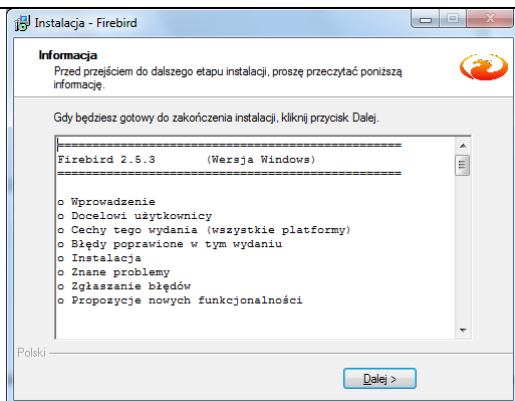 Instalacja - Firebird
Informacja
Przed przejściem do dalszego etapu instalacji, proszę przeczytać poniższą
informację.
Gdy będziesz gotowy do zakończenia instalacji, kliknij przycisk Dalej.
================================================
Firebird 2.5.3 (Wersja Windows)
================================================
o Wprowadzenie
o Docelowi użytkownicy
o Cechy tego wydania (wszystkie platformy)
o Błędy poprawione w tym wydaniu
o Instalacja
o Znane problemy
o Zgłaszanie błędów
o Propozycje nowych funkcjonalności
Polski
Dalej >